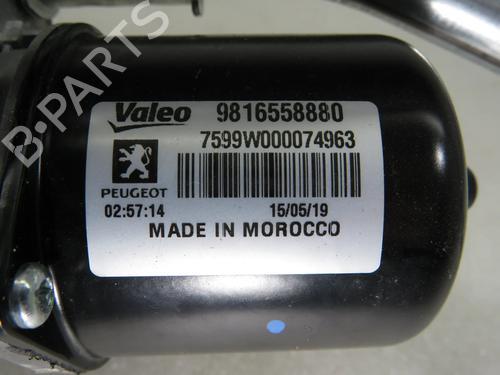 B-PARTS
Valeo 9816558880
7599W000074963
PEUGEOT
02:57:14 15/05/19
MADE IN MOROCCO